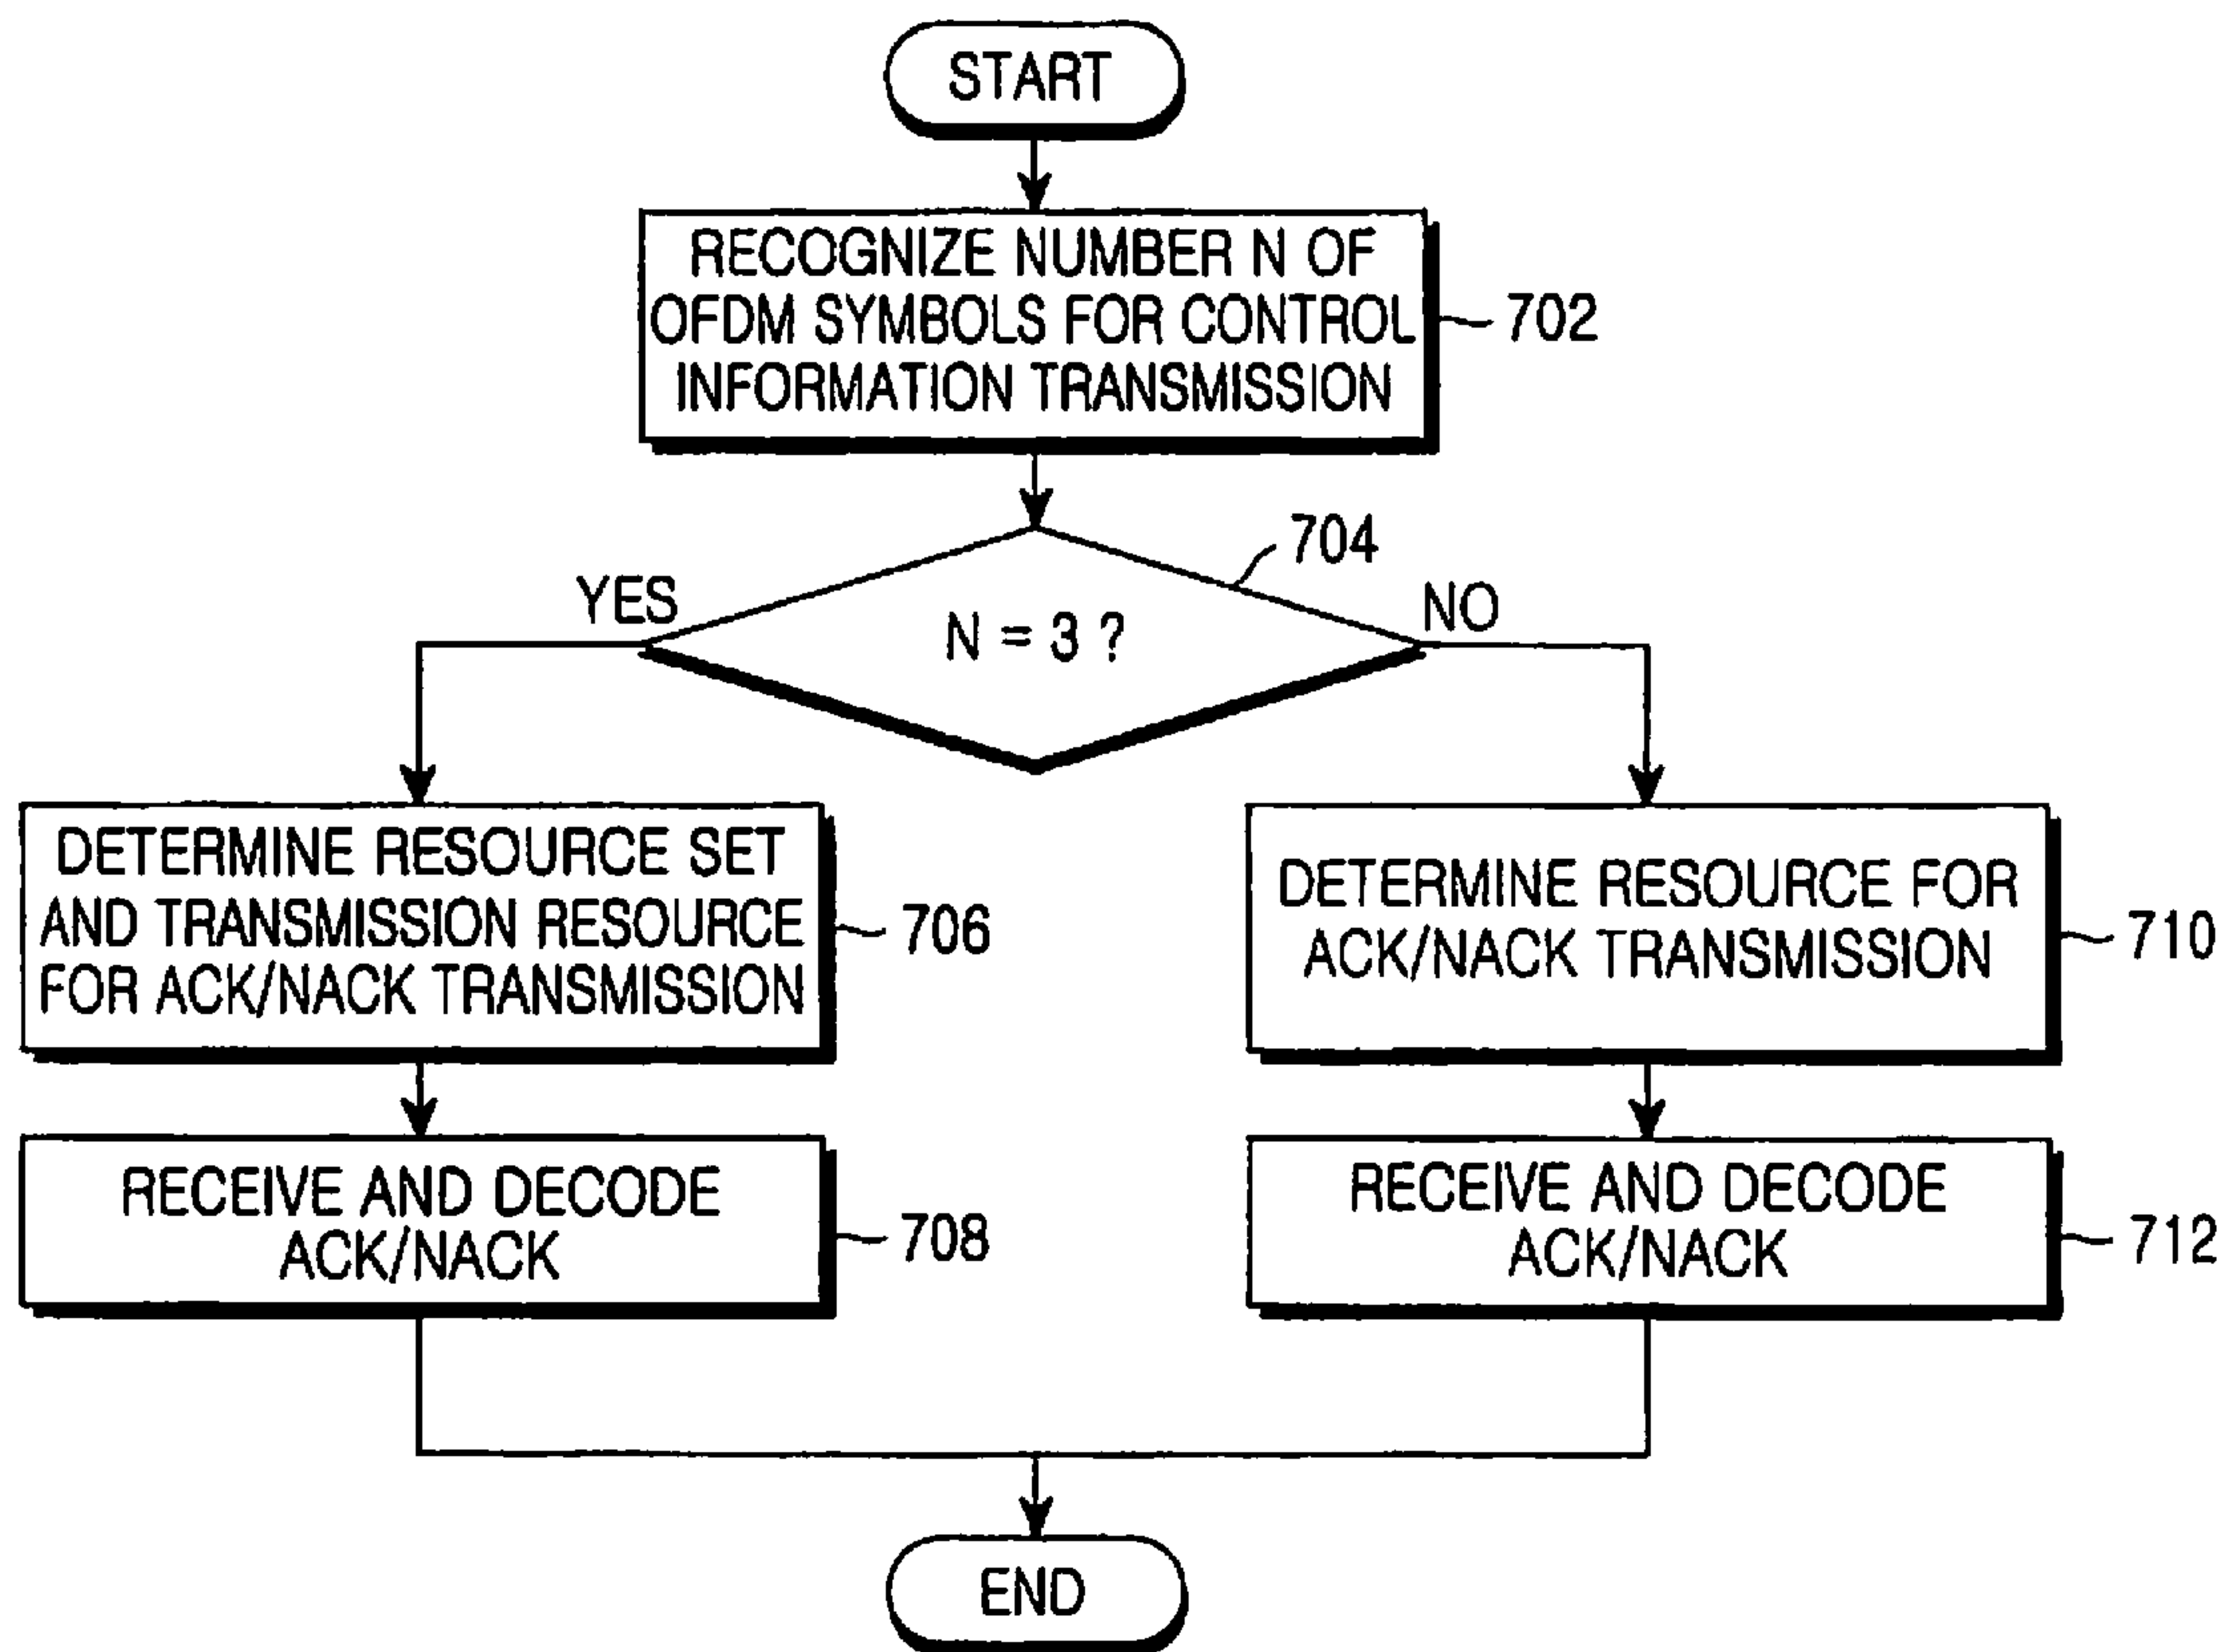 START
RECOGNIZE NUMBER N OF
OFDM SYMBOLS FOR CONTROL
INFORMATION TRANSMISSION
702
704
YES
N = 3 ?
NO
DETERMINE RESOURCE SET
AND TRANSMISSION RESOURCE
FOR ACK/NACK TRANSMISSION
706
DETERMINE RESOURCE FOR
ACK/NACK TRANSMISSION
710
RECEIVE AND DECODE
ACK/NACK
708
RECEIVE AND DECODE
ACK/NACK
712
END